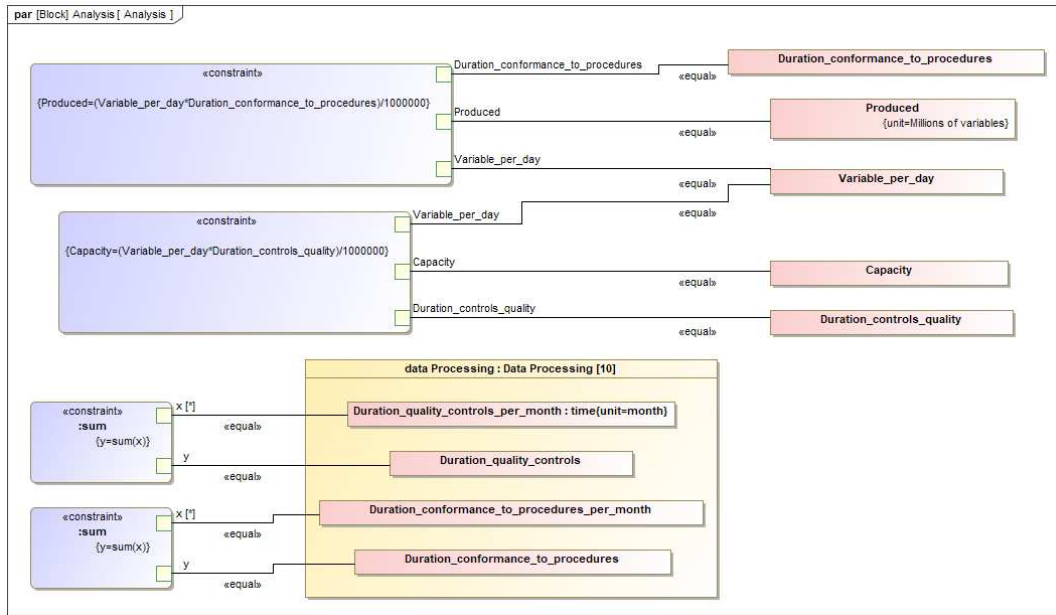 par [Block] Analysis [ Analysis ]
«constraint»
{Produced=(Variable_per_day*Duration_conformance_to_procedures)/1000000}
Duration_conformance_to_procedures
«equal»
Duration_conformance_to_procedures
Produced
«equal»
Produced
{unit=Millions of variables}
Variable_per_day
«equal»
Variable_per_day
«constraint»
{Capacity=(Variable_per_day*Duration_controls_quality)/1000000}
Variable_per_day
«equal»
Capacity
«equal»
Capacity
Duration_controls_quality
«equal»
Duration_controls_quality
data Processing : Data Processing [10]
«constraint»
:sum
{y=sum(x)}
x [*]
«equal»
Duration_quality_controls_per_month : time{unit=month}
y
«equal»
Duration_quality_controls
«constraint»
:sum
{y=sum(x)}
x [*]
«equal»
Duration_conformance_to_procedures_per_month
y
«equal»
Duration_conformance_to_procedures